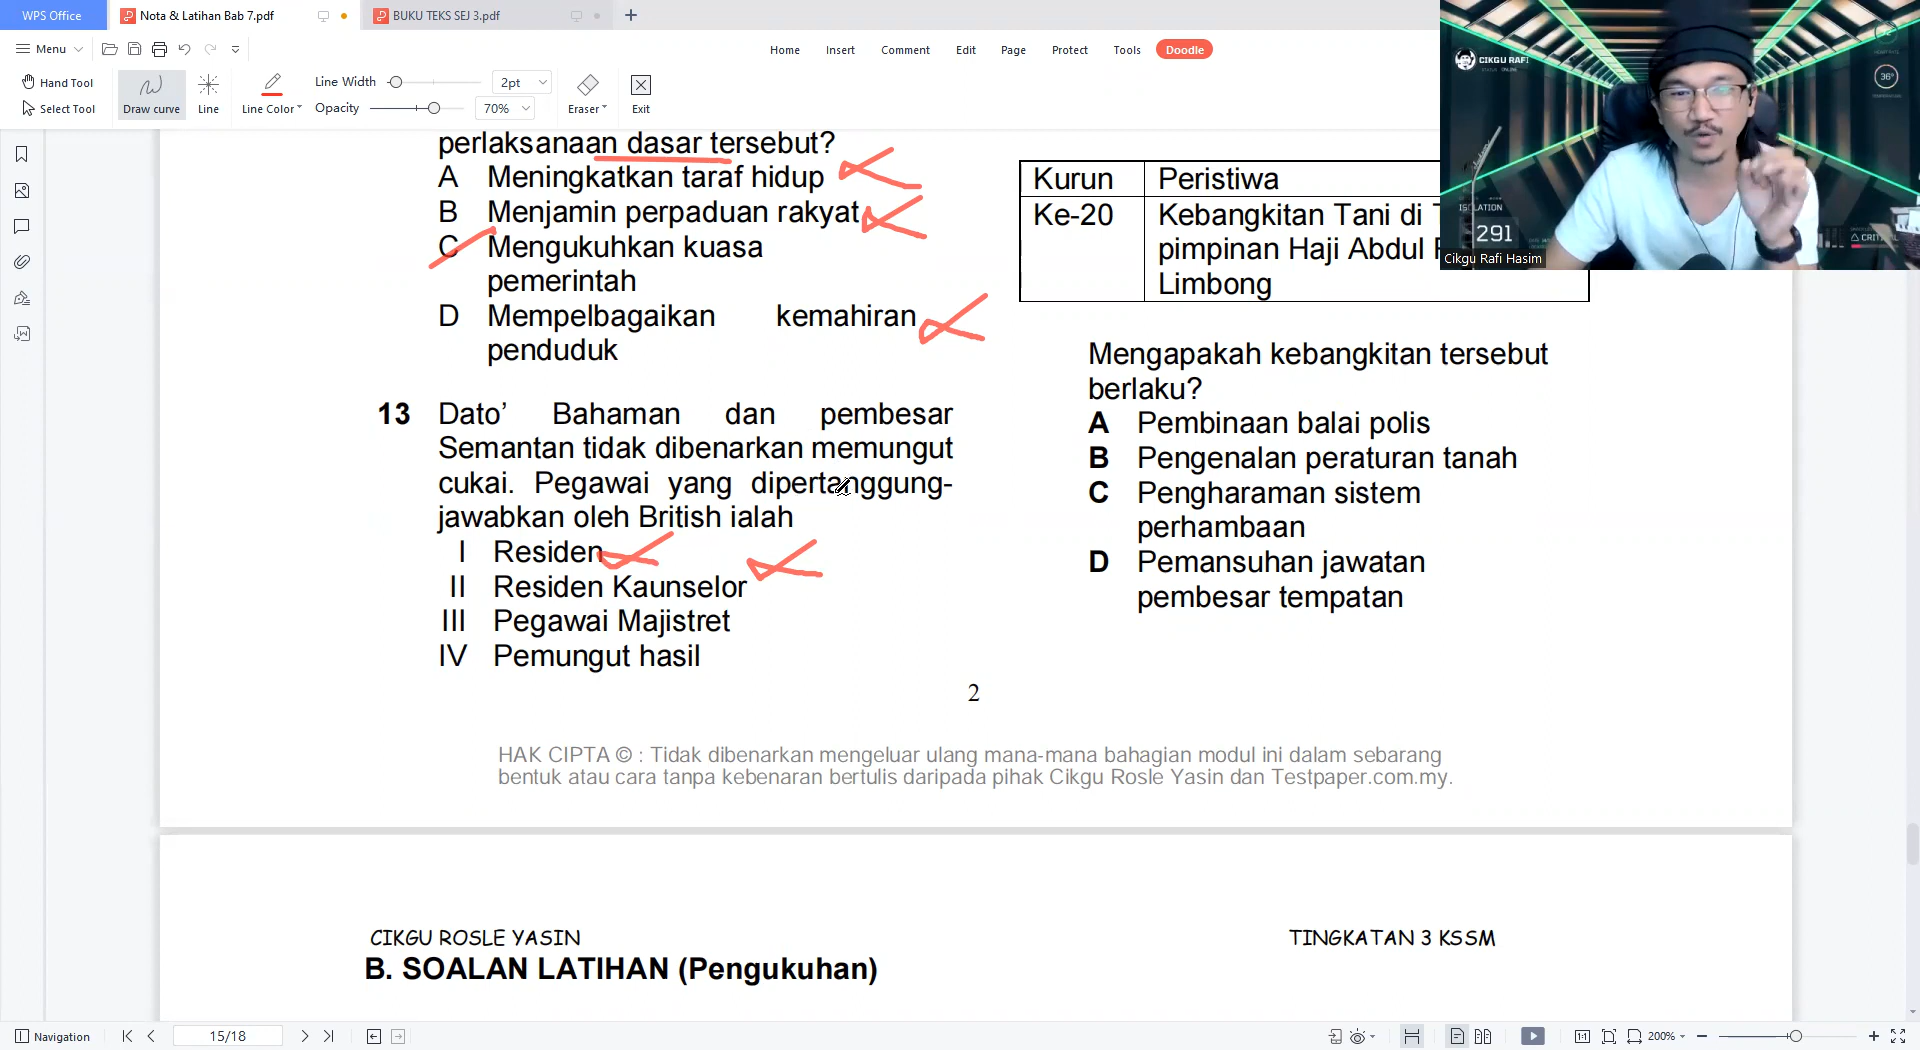 WPS Office
Nota & Latihan Bab 7.pdf
BUKU TEKS SEJ 3.pdf
Menu
Home
Insert
Comment
Edit
Page
Protect
Tools
Doodle
Hand Tool
Select Tool
Draw curve
Line
Line Color
Line Width
2pt
Opacity
70%
Eraser
Exit
CIKGU RAFI
36°
291
Cikgu Rafi Hasim
perlaksanaan dasar tersebut?
A Meningkatkan taraf hidup
B Menjamin perpaduan rakyat
C Mengukuhkan kuasa
pemerintah
D Mempelbagaikan kemahiran
penduduk
13 Dato’ Bahaman dan pembesar
Semantan tidak dibenarkan memungut
cukai. Pegawai yang dipertanggung-
jawabkan oleh British ialah
I Residen
II Residen Kaunselor
III Pegawai Majistret
IV Pemungut hasil
Kurun Peristiwa
Ke-20 Kebangkitan Tani di
pimpinan Haji Abdul
Limbong
Mengapakah kebangkitan tersebut
berlaku?
A Pembinaan balai polis
B Pengenalan peraturan tanah
C Pengharaman sistem
perhambaan
D Pemansuhan jawatan
pembesar tempatan
2
HAK CIPTA © : Tidak dibenarkan mengeluar ulang mana-mana bahagian modul ini dalam sebarang
bentuk atau cara tanpa kebenaran bertulis daripada pihak Cikgu Rosle Yasin dan Testpaper.com.my.
CIKGU ROSLE YASIN
TINGKATAN 3 KSSM
B. SOALAN LATIHAN (Pengukuhan)
Navigation
15/18
200%